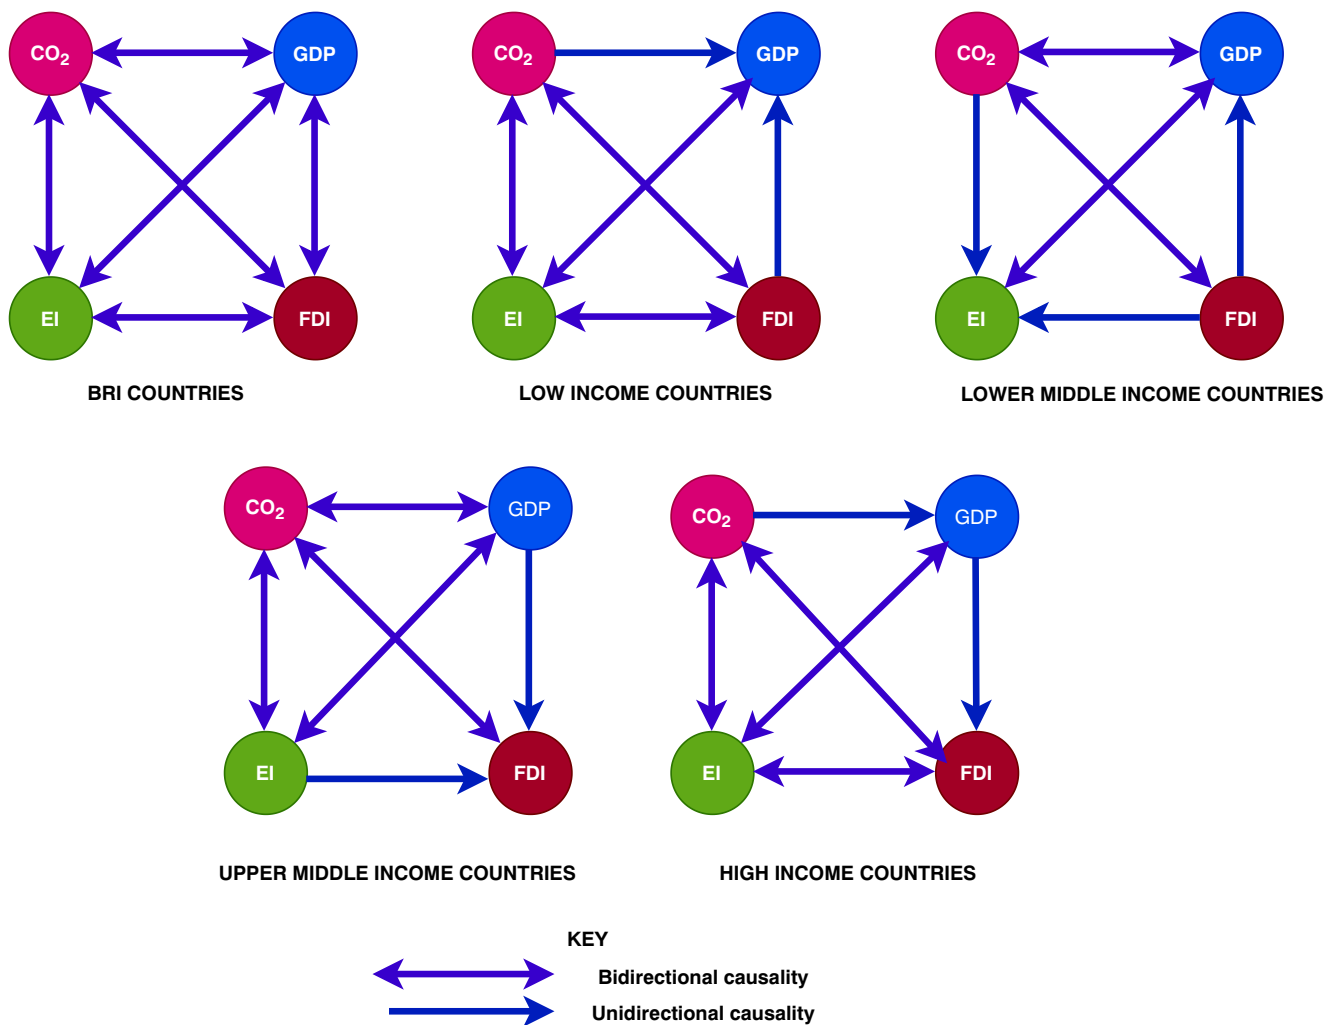 CO2 GDP
EI FDI
BRI COUNTRIES
CO2 GDP
EI FDI
LOW INCOME COUNTRIES
CO2 GDP
EI FDI
LOWER MIDDLE INCOME COUNTRIES
CO2 GDP
EI FDI
UPPER MIDDLE INCOME COUNTRIES
CO2 GDP
EI FDI
HIGH INCOME COUNTRIES
KEY
Bidirectional causality
Unidirectional causality